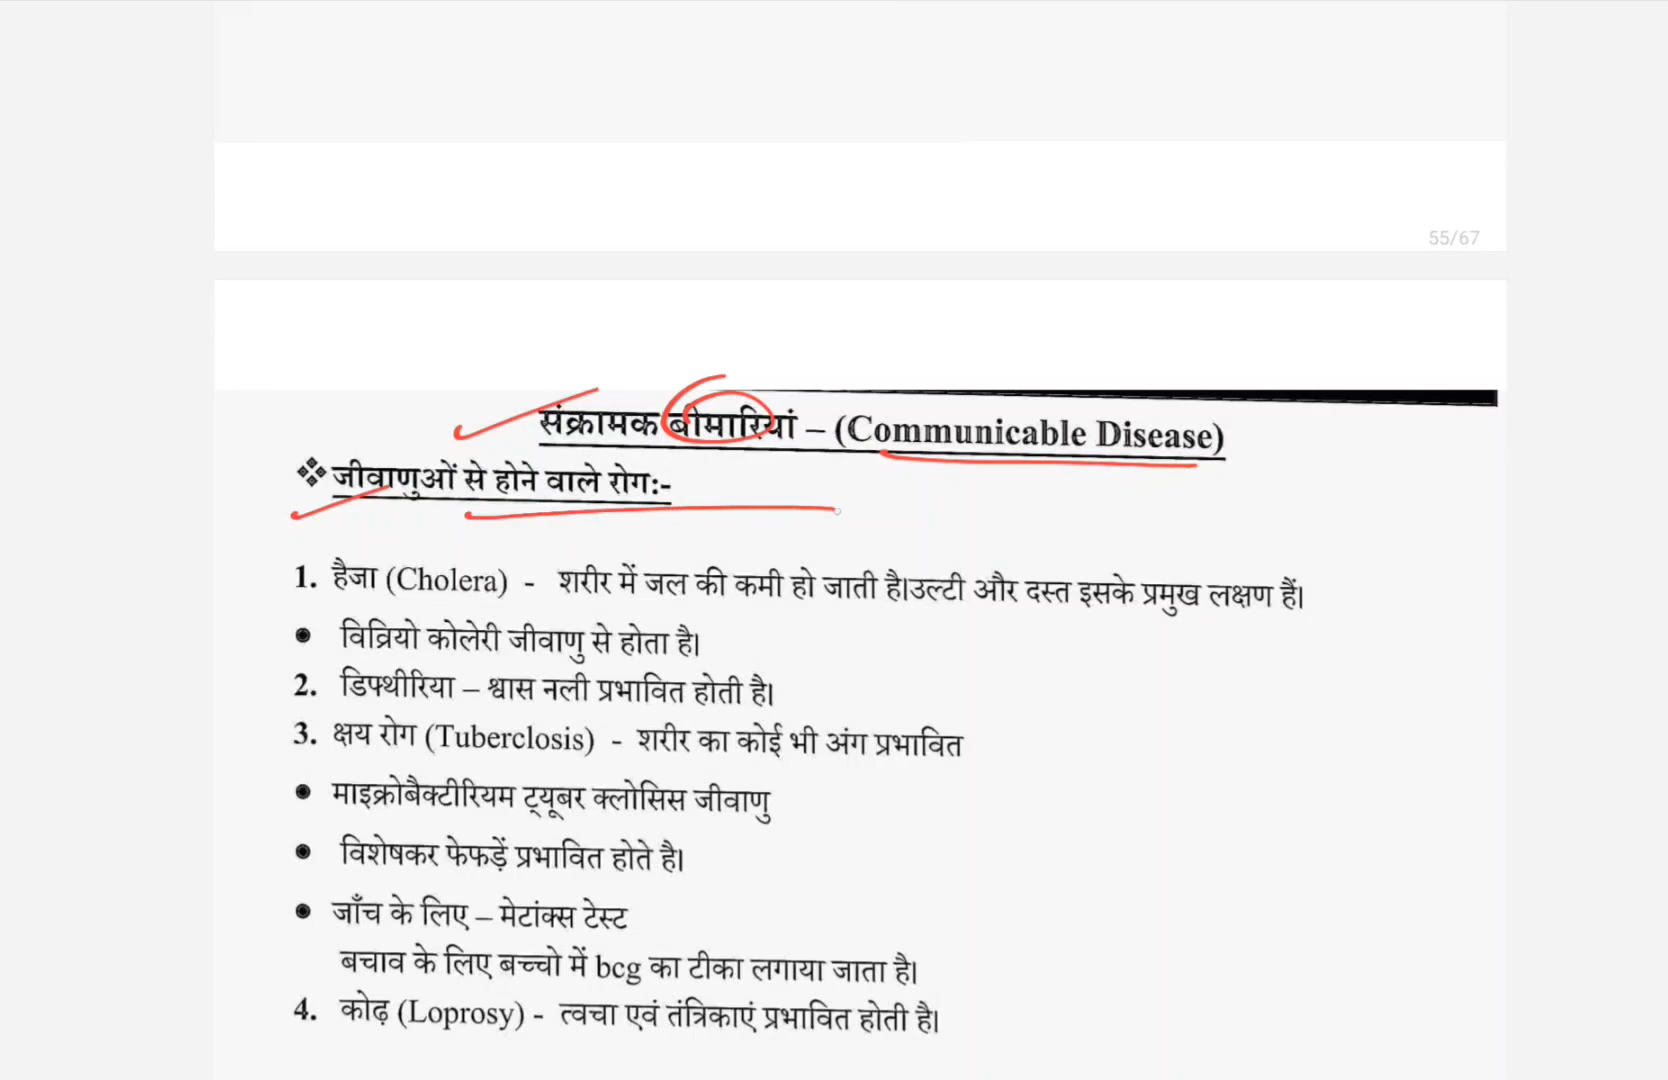 55/67
संक्रामक बीमारियां – (Communicable Disease)
❖ जीवाणुओं से होने वाले रोग:-
1. हैजा (Cholera) - शरीर में जल की कमी हो जाती है।उल्टी और दस्त इसके प्रमुख लक्षण हैं।
● विव्रियो कोलेरी जीवाणु से होता है।
2. डिफ्थीरिया – श्वास नली प्रभावित होती है।
3. क्षय रोग (Tuberclosis) - शरीर का कोई भी अंग प्रभावित
● माइक्रोबैक्टीरियम ट्यूबर क्लोसिस जीवाणु
● विशेषकर फेफड़ें प्रभावित होते है।
● जाँच के लिए – मेटांक्स टेस्ट
बचाव के लिए बच्चो में bcg का टीका लगाया जाता है।
4. कोढ़ (Loprosy) - त्वचा एवं तंत्रिकाएं प्रभावित होती है।